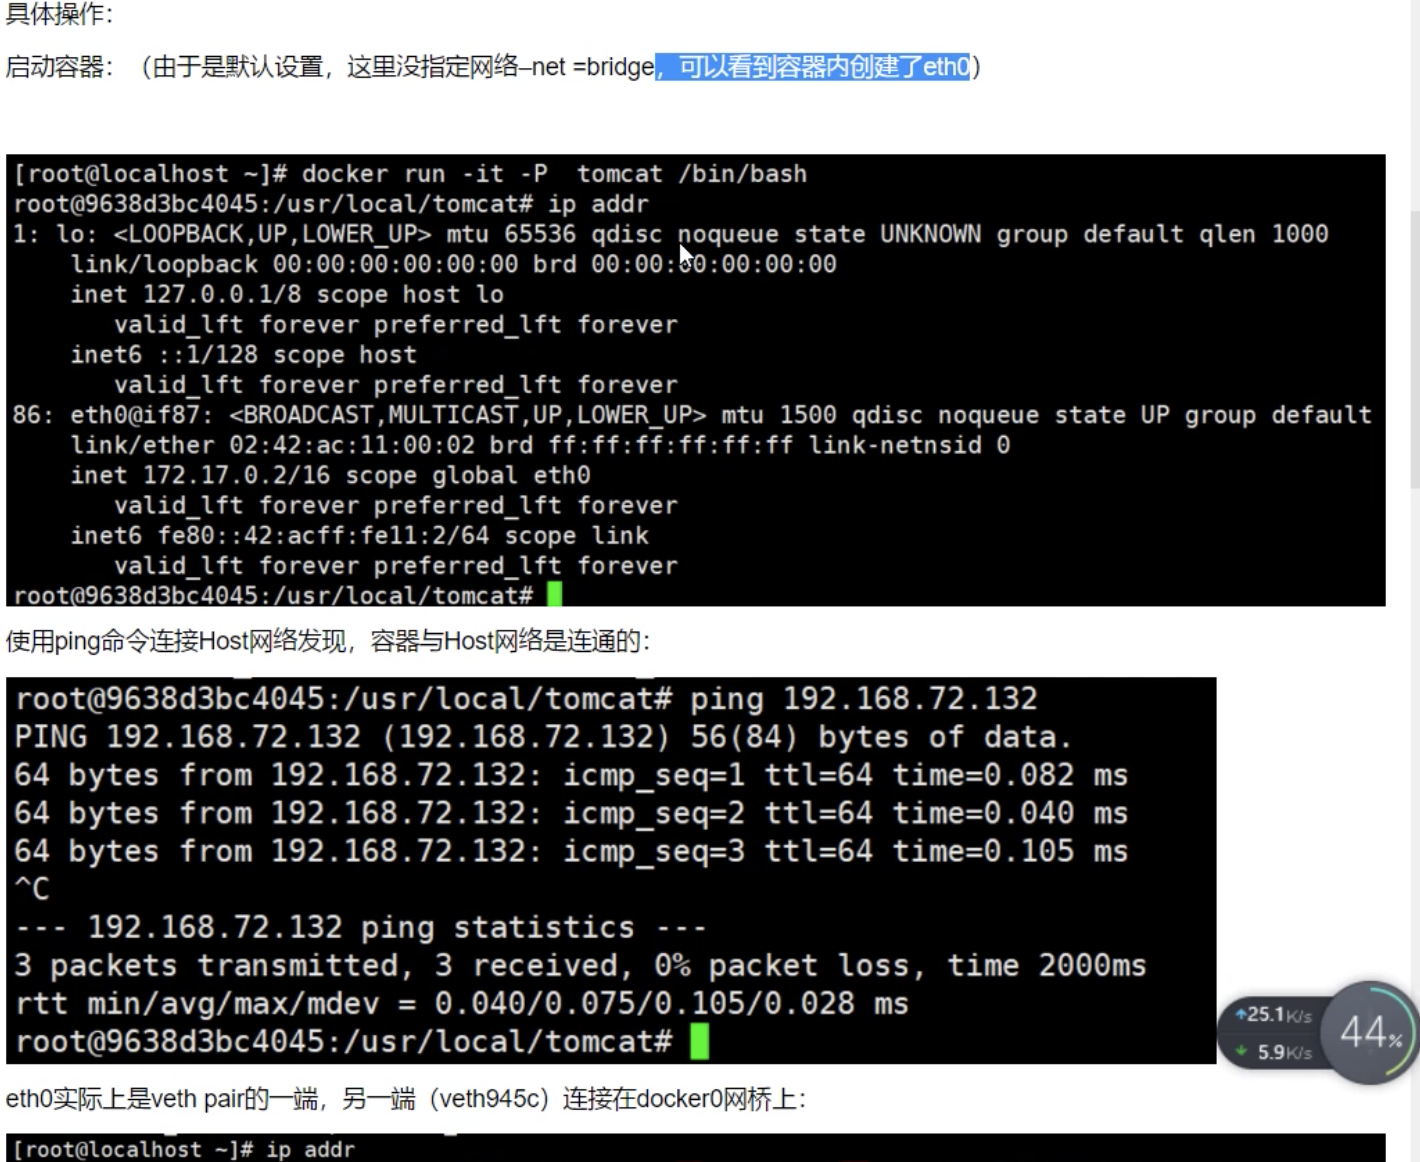 具体操作：
启动容器：（由于是默认设置，这里没指定网络–net =bridge，可以看到容器内创建了eth0）
[root@localhost ~]# docker run -it -P  tomcat /bin/bash
root@9638d3bc4045:/usr/local/tomcat# ip addr
1: lo: <LOOPBACK,UP,LOWER_UP> mtu 65536 qdisc noqueue state UNKNOWN group default qlen 1000
    link/loopback 00:00:00:00:00:00 brd 00:00:00:00:00:00
    inet 127.0.0.1/8 scope host lo
       valid_lft forever preferred_lft forever
    inet6 ::1/128 scope host
       valid_lft forever preferred_lft forever
86: eth0@if87: <BROADCAST,MULTICAST,UP,LOWER_UP> mtu 1500 qdisc noqueue state UP group default
    link/ether 02:42:ac:11:00:02 brd ff:ff:ff:ff:ff:ff link-netnsid 0
    inet 172.17.0.2/16 scope global eth0
       valid_lft forever preferred_lft forever
    inet6 fe80::42:acff:fe11:2/64 scope link
       valid_lft forever preferred_lft forever
root@9638d3bc4045:/usr/local/tomcat#
使用ping命令连接Host网络发现，容器与Host网络是连通的：
root@9638d3bc4045:/usr/local/tomcat# ping 192.168.72.132
PING 192.168.72.132 (192.168.72.132) 56(84) bytes of data.
64 bytes from 192.168.72.132: icmp_seq=1 ttl=64 time=0.082 ms
64 bytes from 192.168.72.132: icmp_seq=2 ttl=64 time=0.040 ms
64 bytes from 192.168.72.132: icmp_seq=3 ttl=64 time=0.105 ms
^C
--- 192.168.72.132 ping statistics ---
3 packets transmitted, 3 received, 0% packet loss, time 2000ms
rtt min/avg/max/mdev = 0.040/0.075/0.105/0.028 ms
root@9638d3bc4045:/usr/local/tomcat#
↑25.1K/s
↓ 5.9K/s
44%
eth0实际上是veth pair的一端，另一端（veth945c）连接在docker0网桥上：
[root@localhost ~]# ip addr